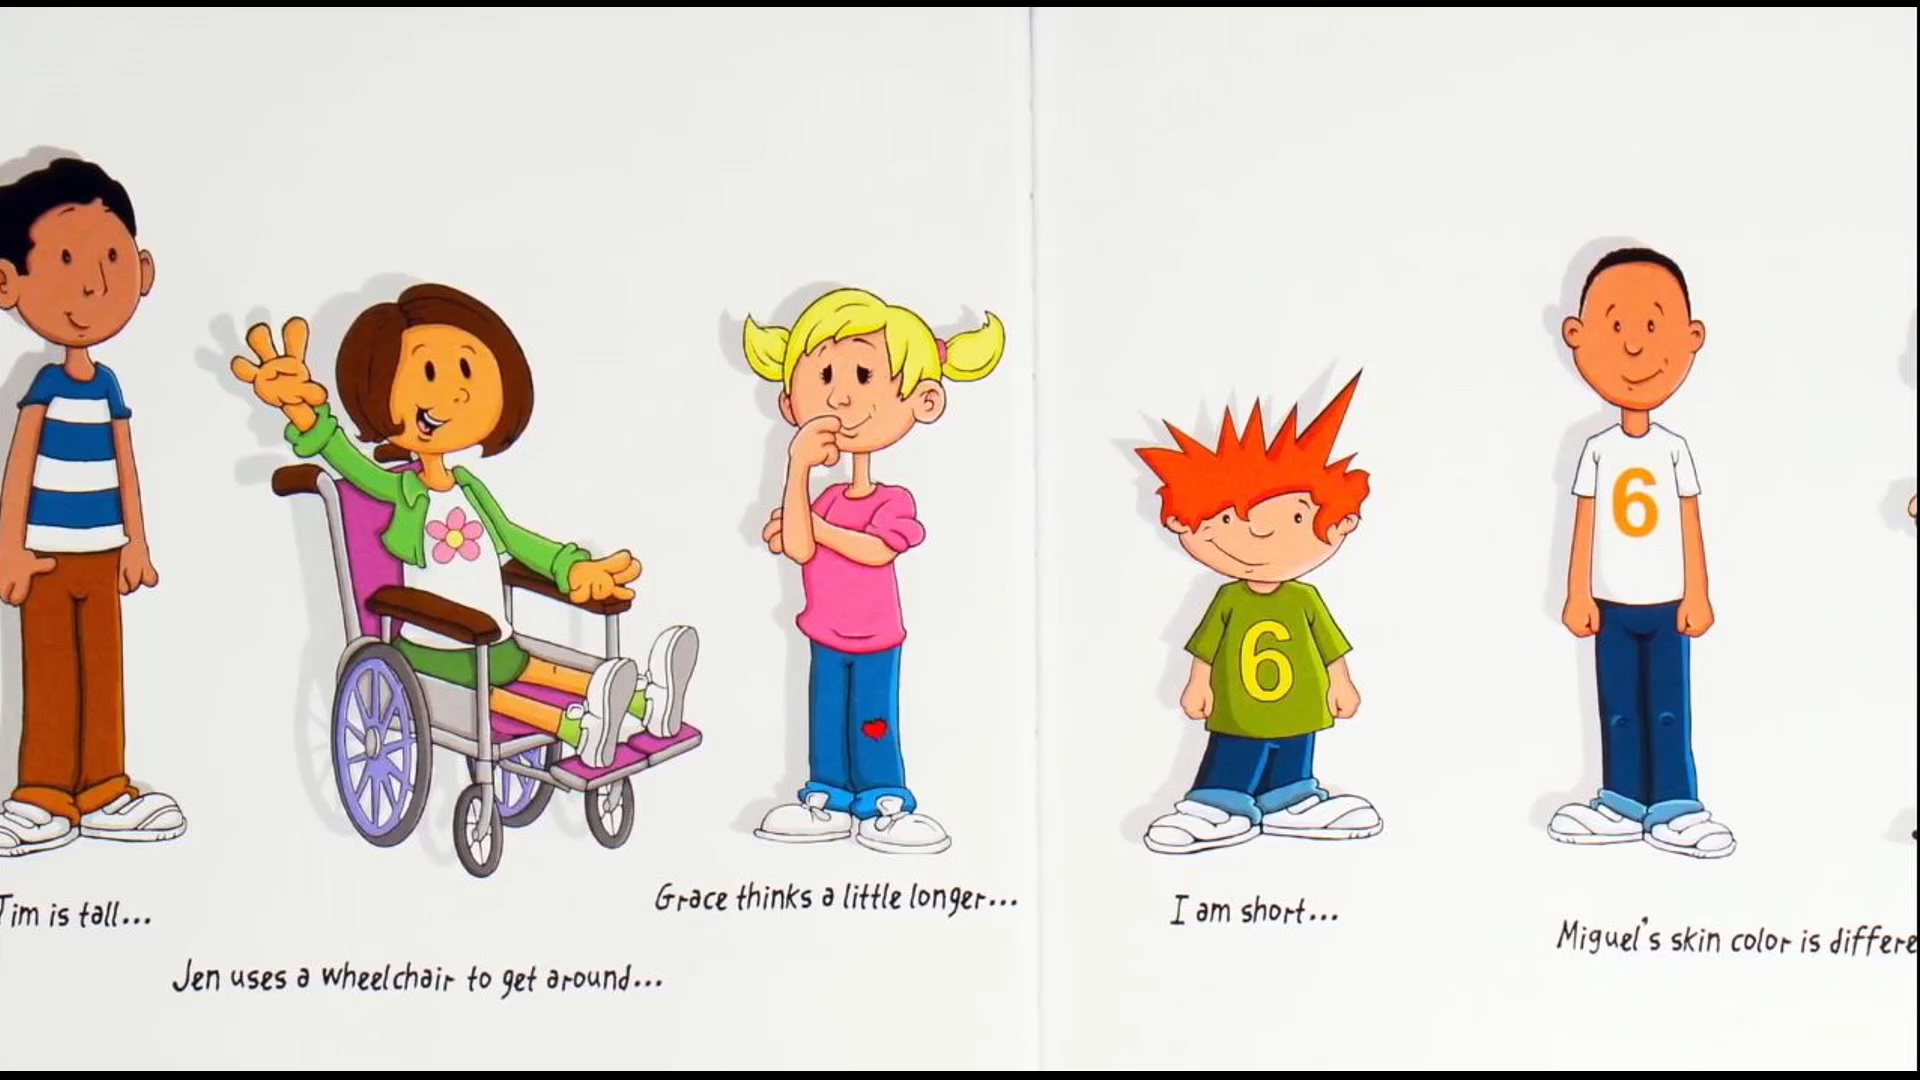 Tim is tall...
Jen uses a wheelchair to get around...
Grace thinks a little longer...
6
I am short...
6
Miguel's skin color is differe